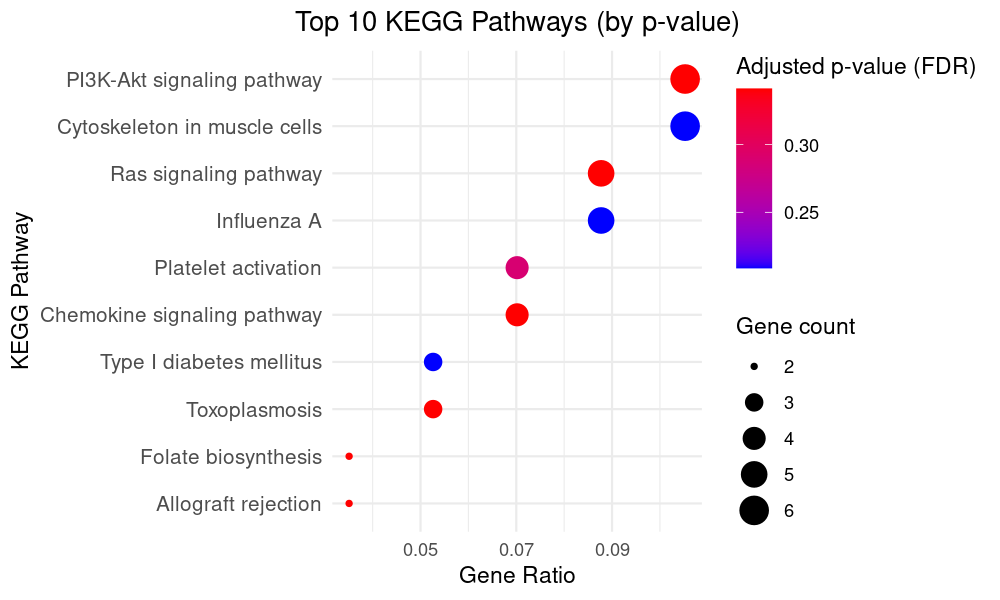 Top 10 KEGG Pathways (by p-value)
KEGG Pathway
PI3K-Akt signaling pathway
Cytoskeleton in muscle cells
Ras signaling pathway
Influenza A
Platelet activation
Chemokine signaling pathway
Type I diabetes mellitus
Toxoplasmosis
Folate biosynthesis
Allograft rejection
0.05
0.07
0.09
Gene Ratio
Adjusted p-value (FDR)
0.30
0.25
Gene count
2
3
4
5
6